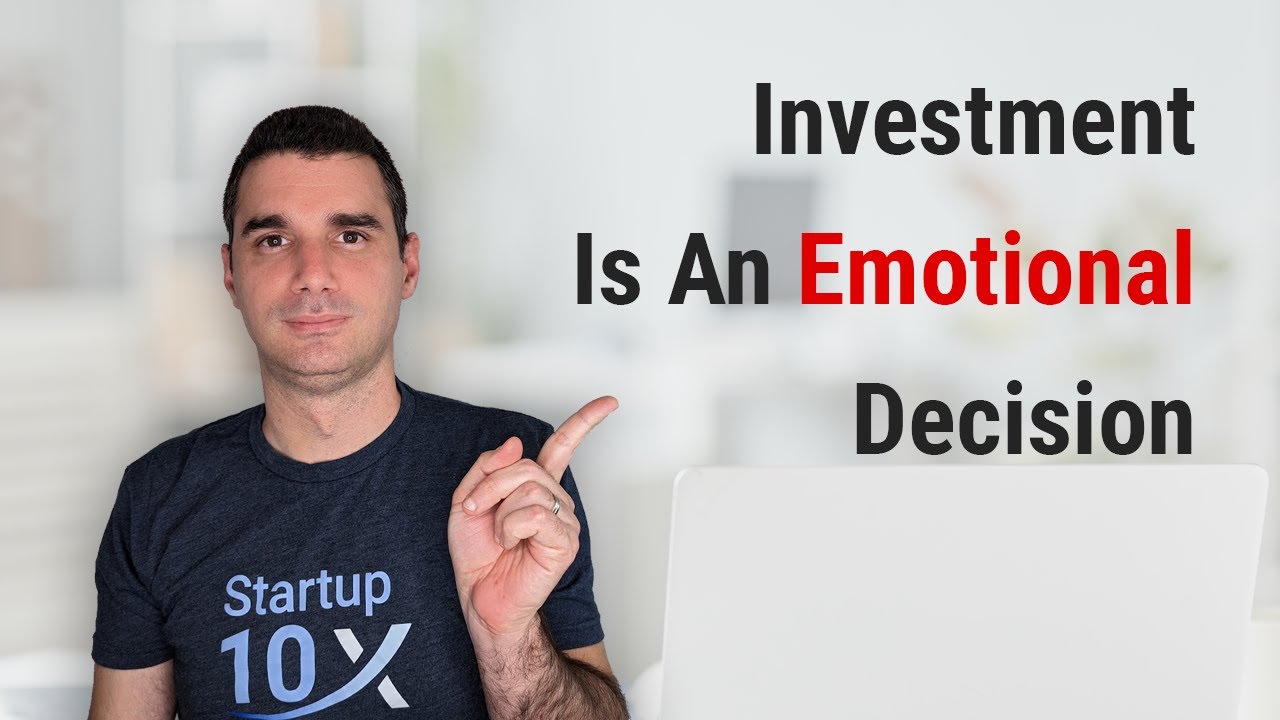 Investment
Is An Emotional
Decision
Startup
10X